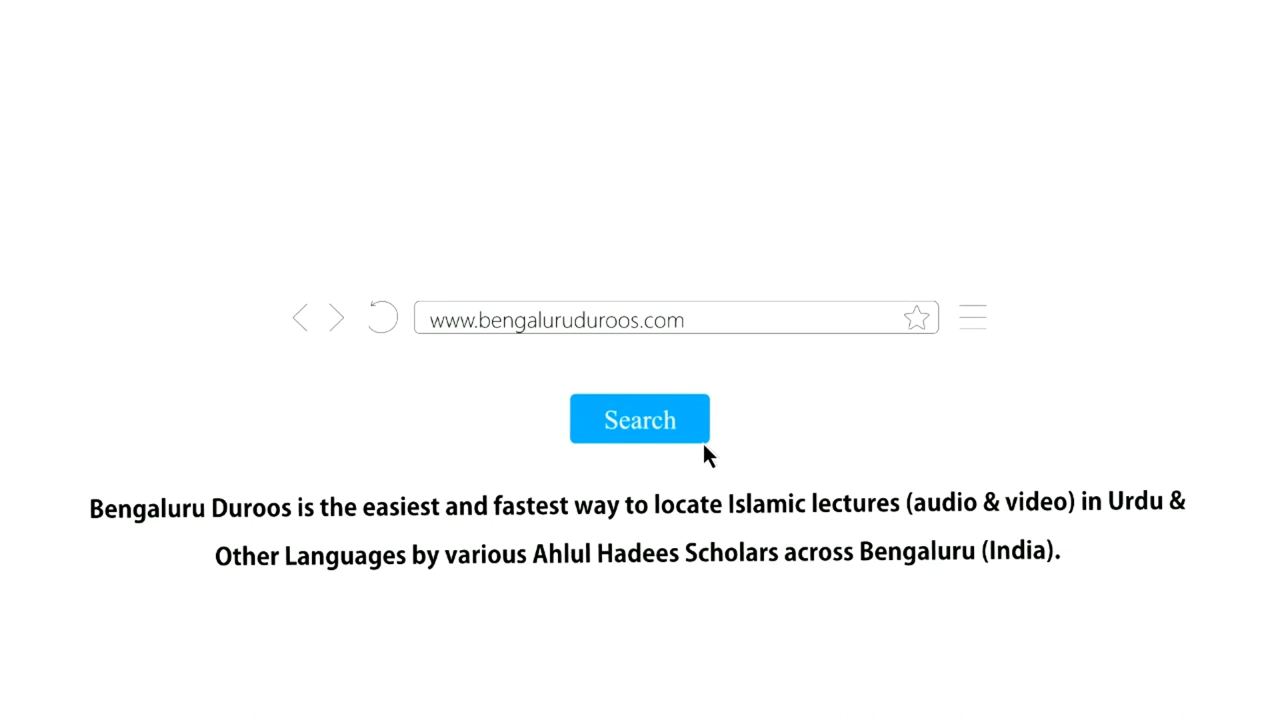 www.bengaluruduroos.com
Search
Bengaluru Duroos is the easiest and fastest way to locate Islamic lectures (audio & video) in Urdu &
Other Languages by various Ahlul Hadees Scholars across Bengaluru (India).